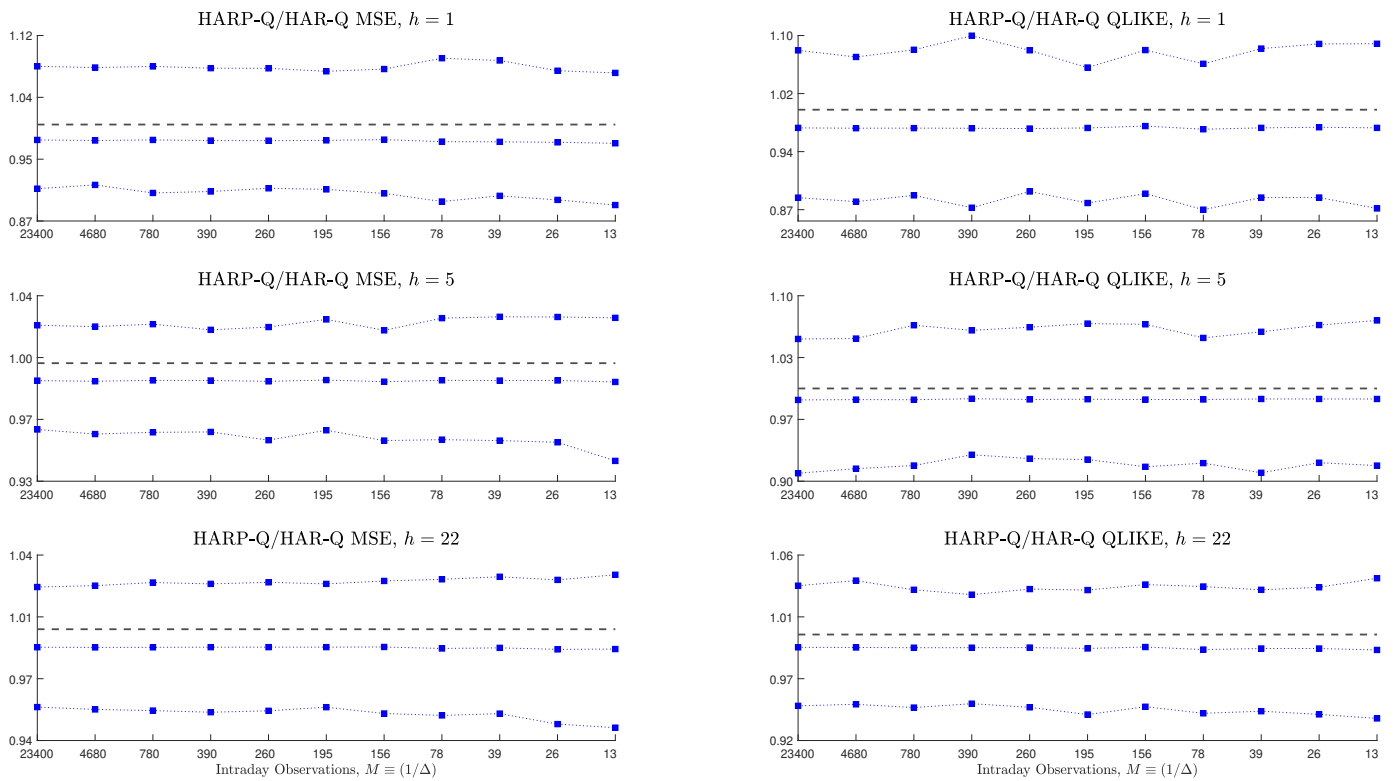 HARP-Q/HAR-Q MSE, h = 1
1.12
1.04
0.95
0.87
23400 4680 780 390 260 195 156 78 39 26 13
HARP-Q/HAR-Q QLIKE, h = 1
1.10
1.02
0.94
0.87
23400 4680 780 390 260 195 156 78 39 26 13
HARP-Q/HAR-Q MSE, h = 5
1.04
1.00
0.97
0.93
23400 4680 780 390 260 195 156 78 39 26 13
HARP-Q/HAR-Q QLIKE, h = 5
1.10
1.03
0.97
0.90
23400 4680 780 390 260 195 156 78 39 26 13
HARP-Q/HAR-Q MSE, h = 22
1.04
1.01
0.97
0.94
23400 4680 780 390 260 195 156 78 39 26 13
Intraday Observations, M ≡ (1/Δ)
HARP-Q/HAR-Q QLIKE, h = 22
1.06
1.01
0.97
0.92
23400 4680 780 390 260 195 156 78 39 26 13
Intraday Observations, M ≡ (1/Δ)